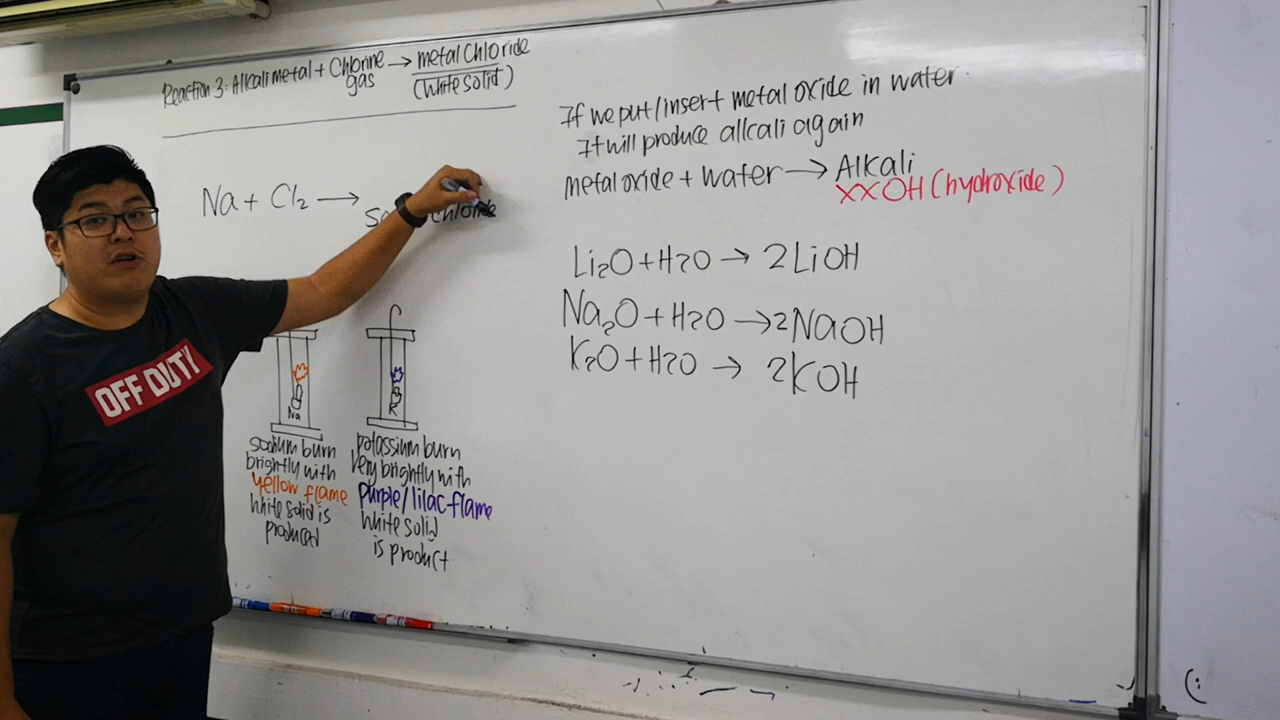 Reaction 3: Alkali metal + Chlorine gas → metal Chloride
(White solid)
Na + Cl₂ →
Chloride
If we put/insert metal oxide in water.
It will produce allcali again
metal oxide + water → Alkali
XXOH (hydroxide)
Li₂O + H₂O → 2LiOH
Na₂O + H₂O → 2NaOH
K₂O + H₂O → 2KOH
Na
K
sodium burn
brightly with
yellow flame
White solid is
produced
potassium burn
Very brightly with
purple/lilac flame
White solid
is product
OFF DUTY
(: